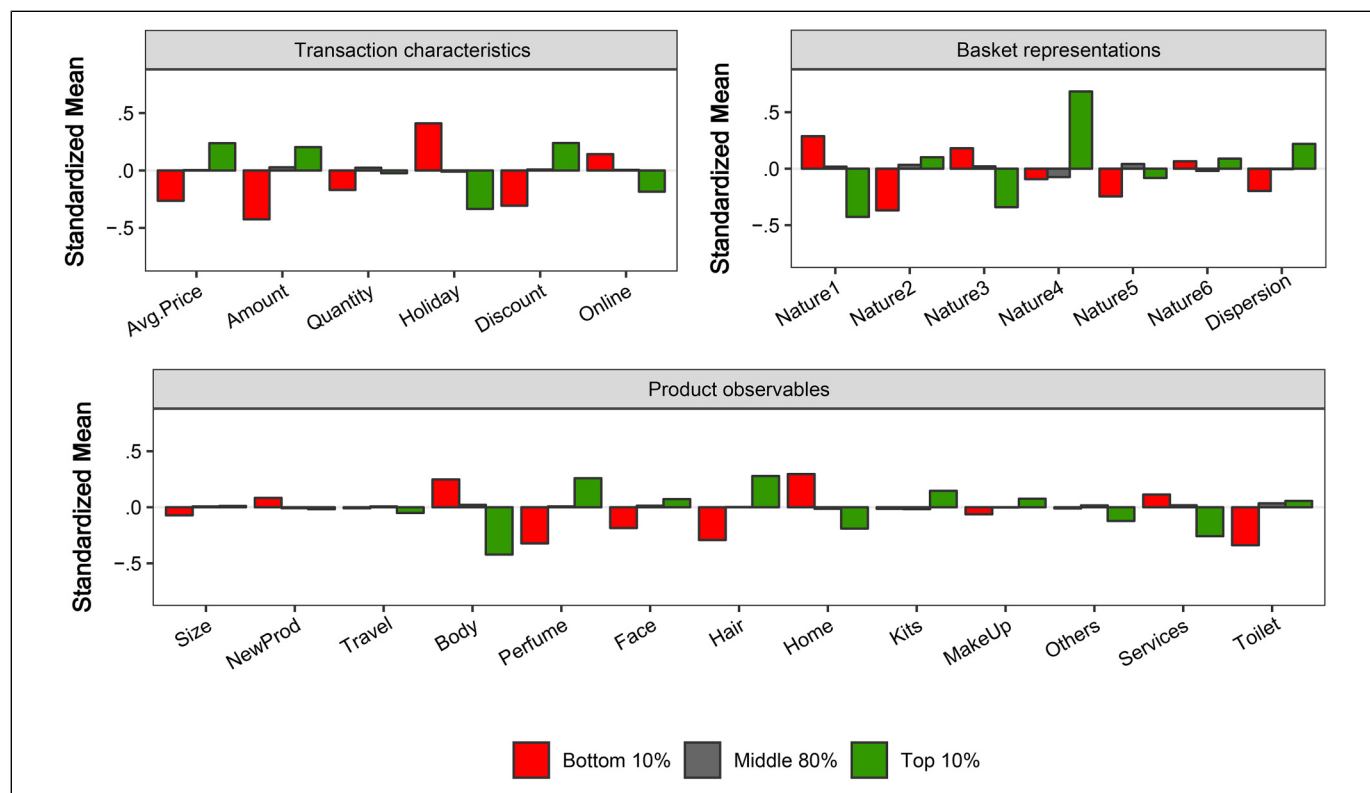 Transaction characteristics
Standardized Mean
.5
.0
−.5
Avg.Price
Amount
Quantity
Holiday
Discount
Online
Basket representations
Standardized Mean
.5
.0
−.5
Nature1
Nature2
Nature3
Nature4
Nature5
Nature6
Dispersion
Product observables
Standardized Mean
.5
.0
−.5
Size
NewProd
Travel
Body
Perfume
Face
Hair
Home
Kits
MakeUp
Others
Services
Toilet
Bottom 10% Middle 80% Top 10%